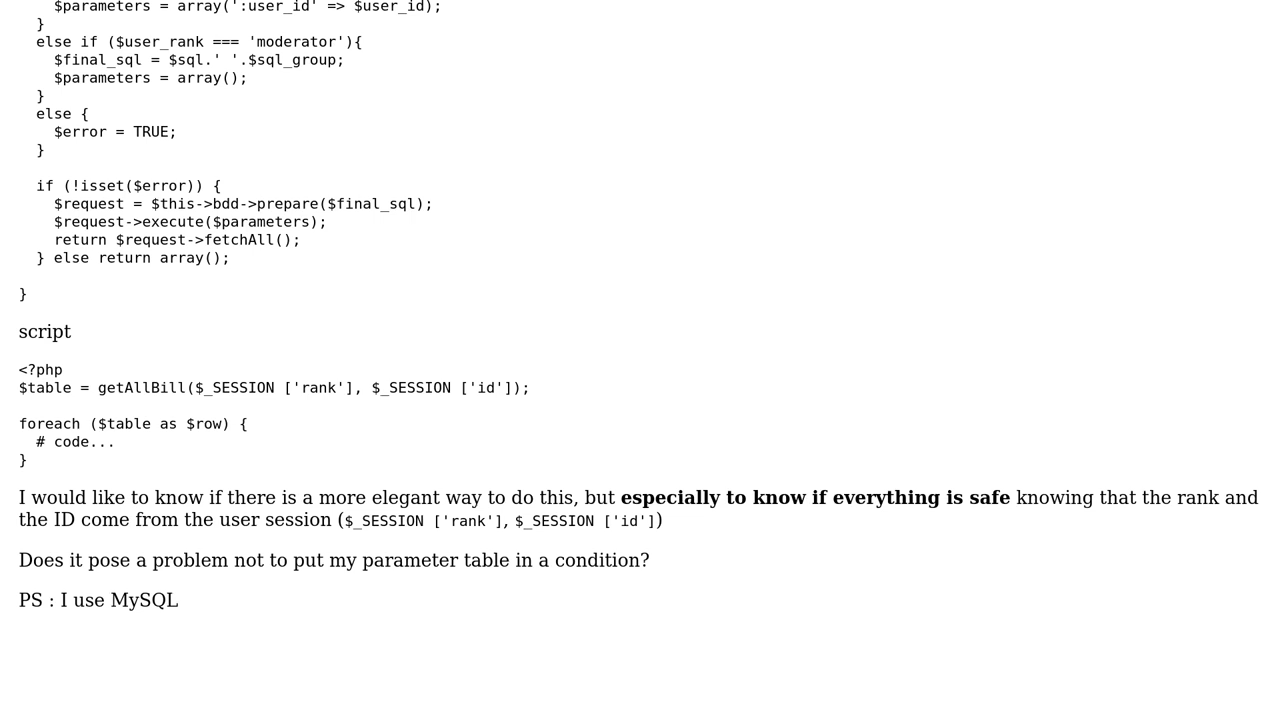 $parameters = array(':user_id' => $user_id);
}
else if ($user_rank === 'moderator'){
$final_sql = $sql.' '.$sql_group;
$parameters = array();
}
else {
$error = TRUE;
}
if (!isset($error)) {
$request = $this->bdd->prepare($final_sql);
$request->execute($parameters);
return $request->fetchAll();
} else return array();
}
script
<?php
$table = getAllBill($_SESSION ['rank'], $_SESSION ['id']);
foreach ($table as $row) {
# code...
}
I would like to know if there is a more elegant way to do this, but especially to know if everything is safe knowing that the rank and
the ID come from the user session ($_SESSION ['rank'], $_SESSION ['id'])
Does it pose a problem not to put my parameter table in a condition?
PS : I use MySQL